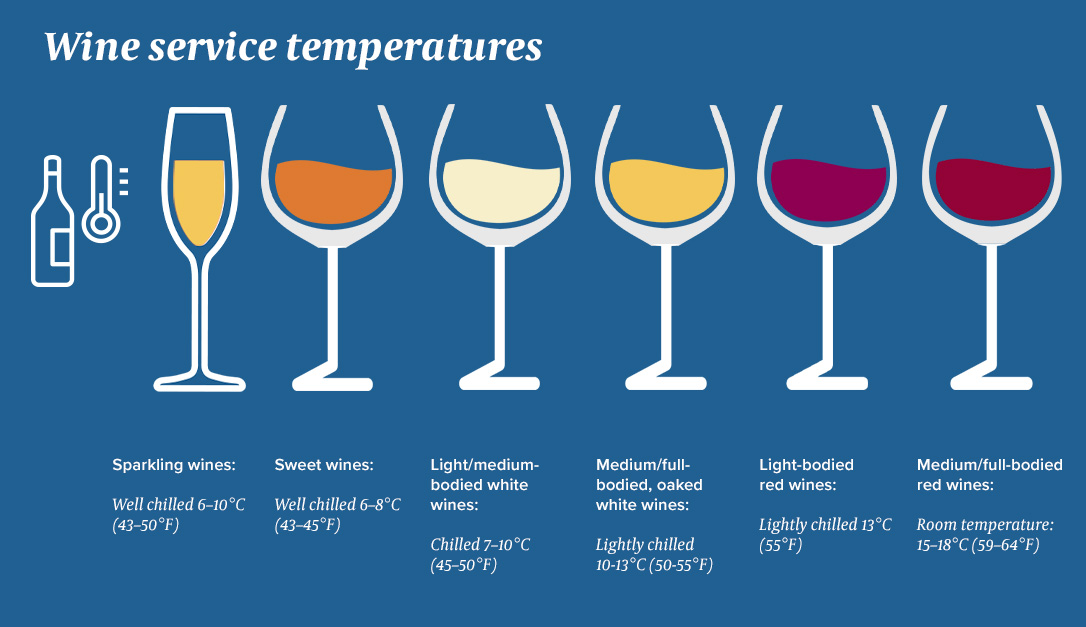 Wine service temperatures
Sparkling wines:
Well chilled 6–10°C
(43–50°F)
Sweet wines:
Well chilled 6–8°C
(43–45°F)
Light/medium-
bodied white
wines:
Chilled 7–10°C
(45–50°F)
Medium/full-
bodied, oaked
white wines:
Lightly chilled
10-13°C (50-55°F)
Light-bodied
red wines:
Lightly chilled 13°C
(55°F)
Medium/full-bodied
red wines:
Room temperature:
15–18°C (59–64°F)